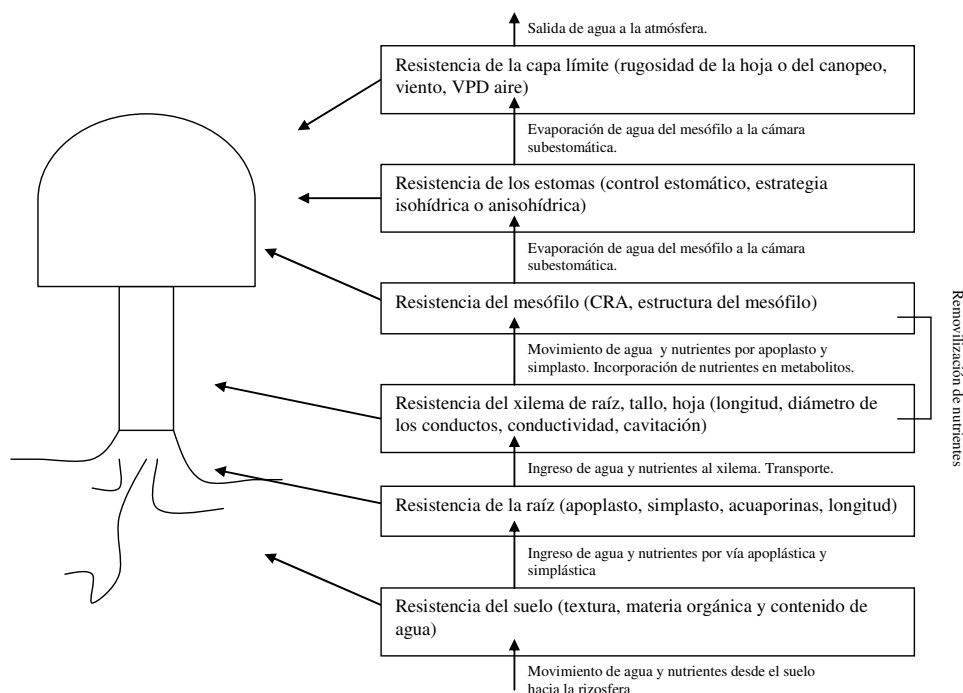 Salida de agua a la atmósfera.
Resistencia de la capa límite (rugosidad de la hoja o del canopeo,
viento, VPD aire)
Evaporación de agua del mesófilo a la cámara
subestomática.
Resistencia de los estomas (control estomático, estrategia
isohídrica o anisohídrica)
Evaporación de agua del mesófilo a la cámara
subestomática.
Resistencia del mesófilo (CRA, estructura del mesófilo)
Movimiento de agua y nutrientes por apoplasto y
simplasto. Incorporación de nutrientes en metabolitos.
Resistencia del xilema de raíz, tallo, hoja (longitud, diámetro de
los conductos, conductividad, cavitación)
Ingreso de agua y nutrientes al xilema. Transporte.
Resistencia de la raíz (apoplasto, simplasto, acuaporinas, longitud)
Ingreso de agua y nutrientes por vía apoplástica y
simplástica
Resistencia del suelo (textura, materia orgánica y contenido de
agua)
Movimiento de agua y nutrientes desde el suelo
hacia la rizosfera
Removilización de nutrientes